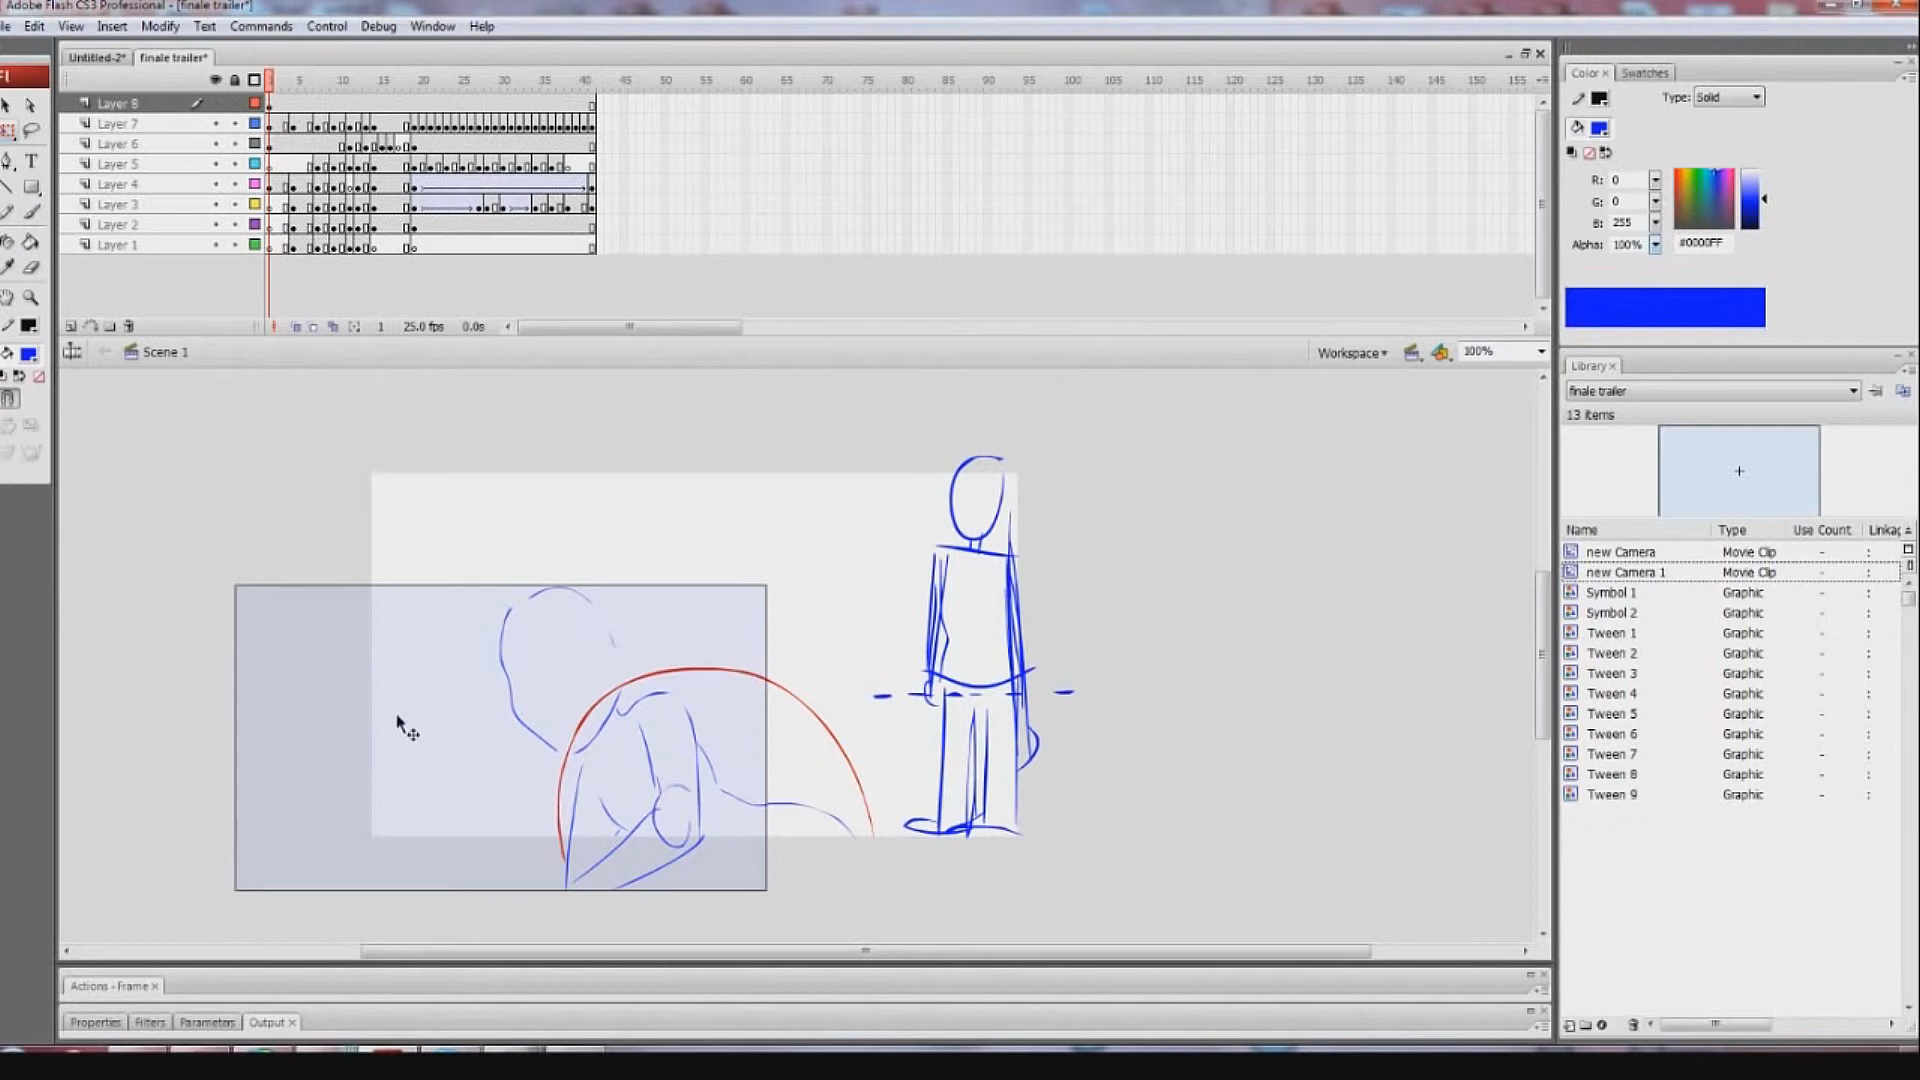 Adobe Flash CS3 Professional - [finale trailer*]
Edit View Insert Modify Text Commands Control Debug Window Help
Untitled-2* finale trailer*
5 10 15 20 25 30 35 40 45 50 55 60 65 70 75 80 85 90 95 100 105 110 115 120 125 130 135 140 145 150 155
Layer 8
Layer 7
Layer 6
Layer 5
Layer 4
Layer 3
Layer 2
Layer 1
1 25.0 fps 0.0s
Scene 1
Workspace 100%
Color Swatches
Type: Solid
R: 0
G: 0
B: 255
Alpha: 100% #0000FF
Library
finale trailer
13 items
Name Type Use Count
new Camera Movie Clip -
new Camera 1 Movie Clip -
Symbol 1 Graphic -
Symbol 2 Graphic -
Tween 1 Graphic -
Tween 2 Graphic -
Tween 3 Graphic -
Tween 4 Graphic -
Tween 5 Graphic -
Tween 6 Graphic -
Tween 7 Graphic -
Tween 8 Graphic -
Tween 9 Graphic -
Actions - Frame
Properties Filters Parameters Output